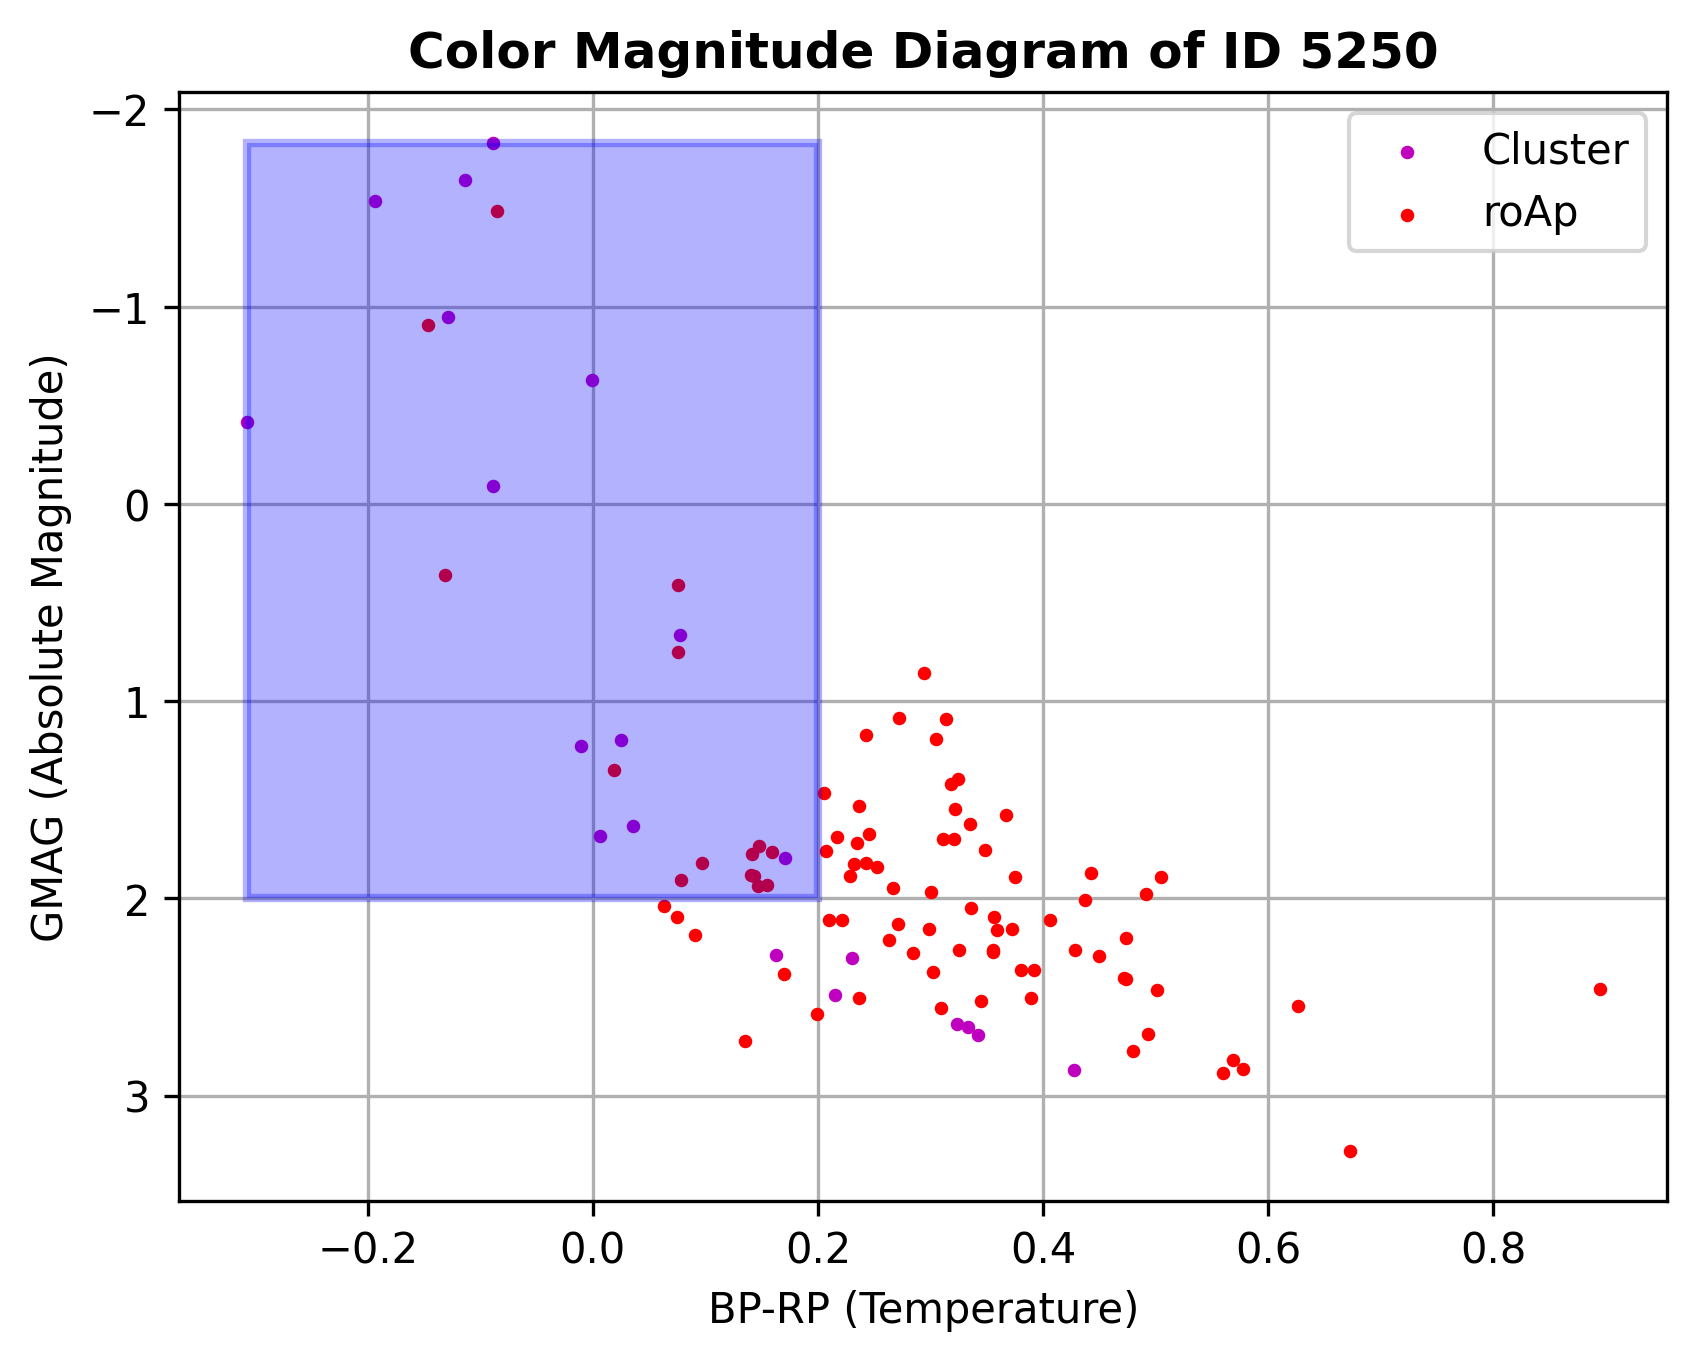 Color Magnitude Diagram of ID 5250
Cluster
roAp
GMAG (Absolute Magnitude)
−2
−1
0
1
2
3
−0.2 0.0 0.2 0.4 0.6 0.8
BP-RP (Temperature)